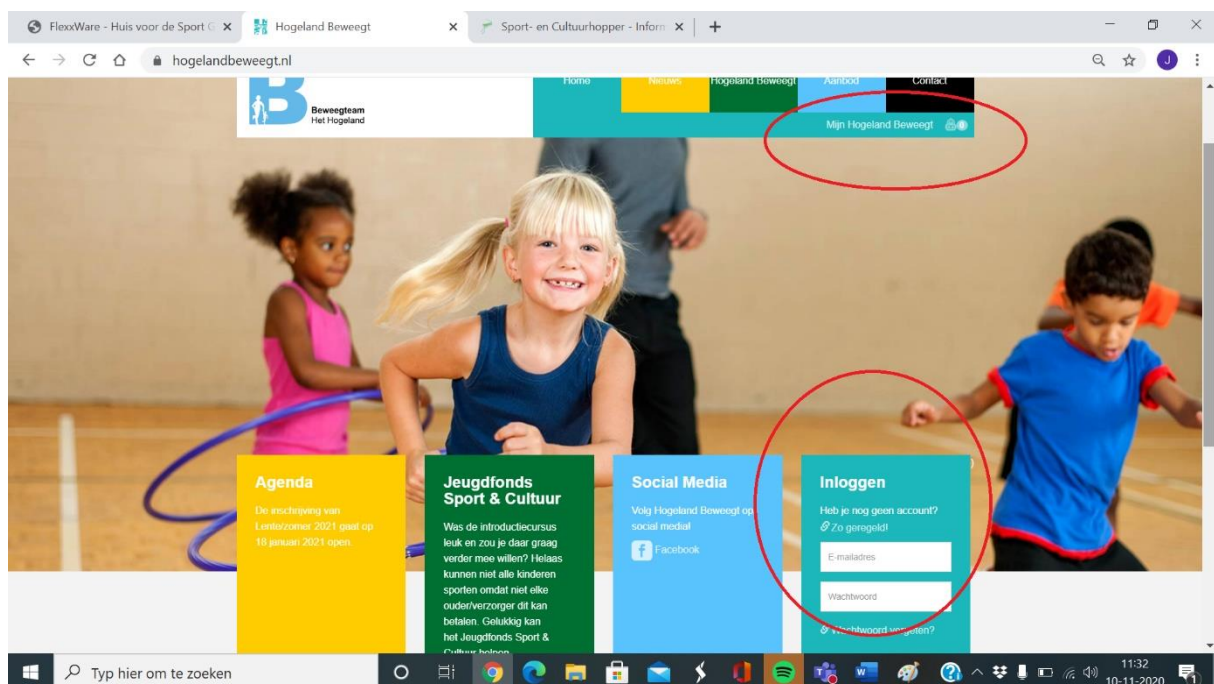 FlexxWare - Huis voor de Sport G
Hogeland Beweegt
Sport- en Cultuurhopper - Inform
hogelandbeweegt.nl
J
B
Beweegteam
Het Hogeland
Home
Nieuws
Hogeland Beweegt
Aanbod
Contact
Mijn Hogeland Beweegt
0
Agenda
De inschrijving van
Lente/zomer 2021 gaat op
18 januari 2021 open.
Jeugdfonds
Sport & Cultuur
Was de introductiecursus
leuk en zou je daar graag
verder mee willen? Helaas
kunnen niet alle kinderen
sporten omdat niet elke
ouder/verzorger dit kan
betalen. Gelukkig kan
het Jeugdfonds Sport &
Cultuur helpen
Social Media
Volg Hogeland Beweegt op
social media!
Facebook
Inloggen
Heb je nog geen account?
Zo geregeld!
E-mailadres
Wachtwoord
Wachtwoord vergeten?
Typ hier om te zoeken
11:32
10-11-2020